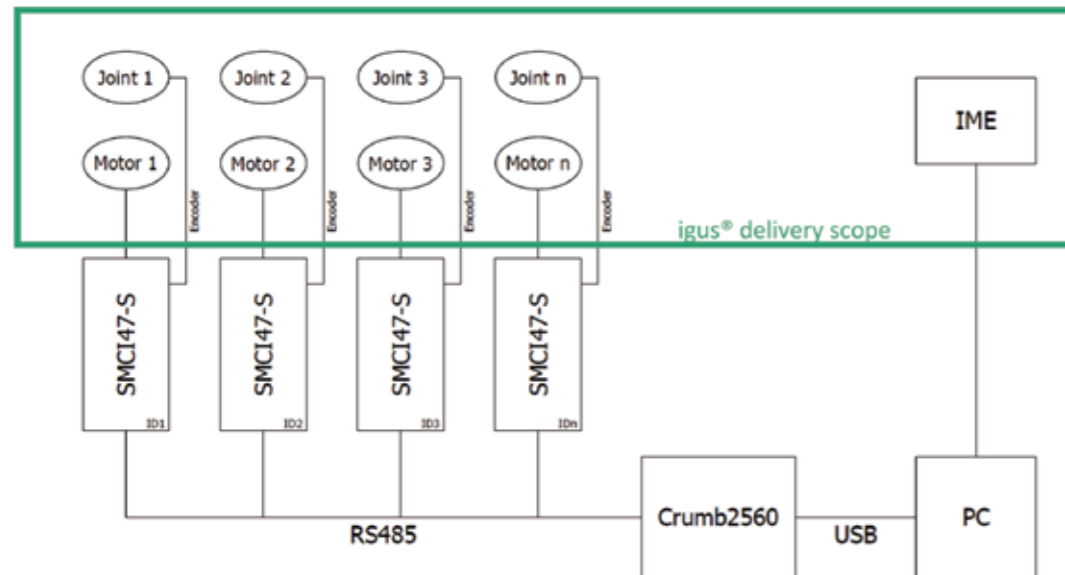 Joint 1
Joint 2
Joint 3
Joint n
IME
Motor 1
Motor 2
Motor 3
Motor n
Encoder
Encoder
Encoder
Encoder
igus® delivery scope
SMCI47-S
SMCI47-S
SMCI47-S
SMCI47-S
ID1
ID2
ID3
IDn
Crumb2560
PC
RS485
USB